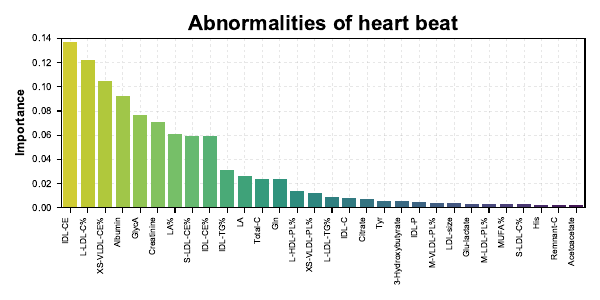 Abnormalities of heart beat
Importance
0.14
0.12
0.10
0.08
0.06
0.04
0.02
0.00
IDL-CE
L-LDL-C%
XS-VLDL-CE%
Albumin
GlycA
Creatinine
LA%
S-LDL-CE%
IDL-CE%
IDL-TG%
LA
Total-C
Gln
L-HDL-PL%
XS-VLDL-PL%
L-LDL-TG%
IDL-C
Citrate
Tyr
3-Hydroxybutyrate
IDL-P
M-VLDL-PL%
LDL-size
Glu-lactate
M-LDL-PL%
MUFA%
S-LDL-C%
His
Remnant-C
Acetoacetate